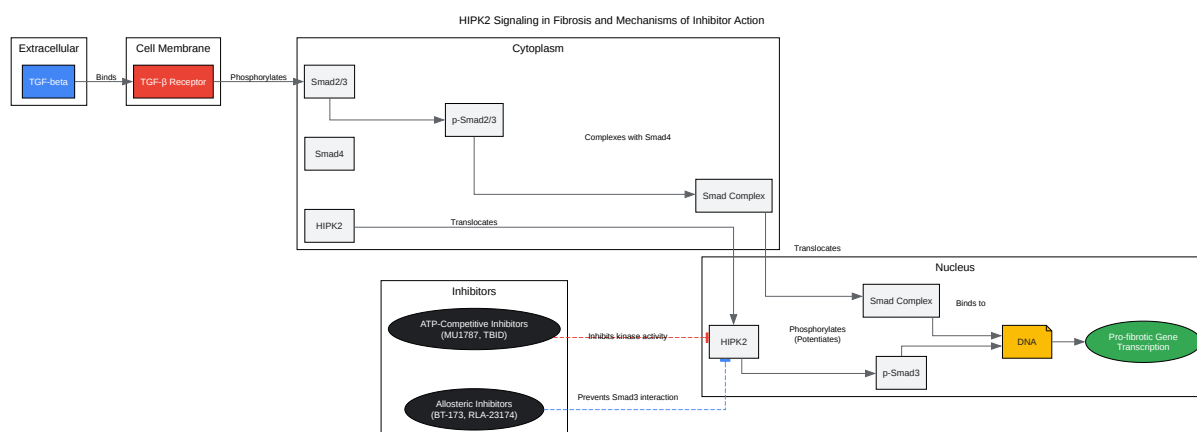 HIPK2 Signaling in Fibrosis and Mechanisms of Inhibitor Action
Extracellular
TGF-beta
Binds
Cell Membrane
TGF-β Receptor
Phosphorylates
Cytoplasm
Smad2/3
p-Smad2/3
Complexes with Smad4
Smad4
Smad Complex
HIPK2
Translocates
Translocates
Nucleus
Smad Complex
Binds to
Phosphorylates
(Potentiates)
HIPK2
DNA
Pro-fibrotic Gene
Transcription
p-Smad3
Inhibitors
ATP-Competitive Inhibitors
(MU1787, TBID)
Inhibits kinase activity
Allosteric Inhibitors
(BT-173, RLA-23174)
Prevents Smad3 interaction